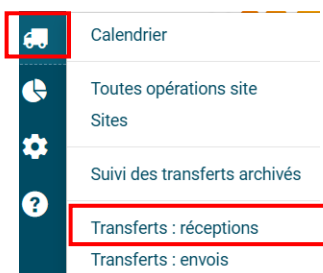 Calendrier
Toutes opérations site
Sites
Suivi des transferts archivés
Transferts : réceptions
Transferts : envois